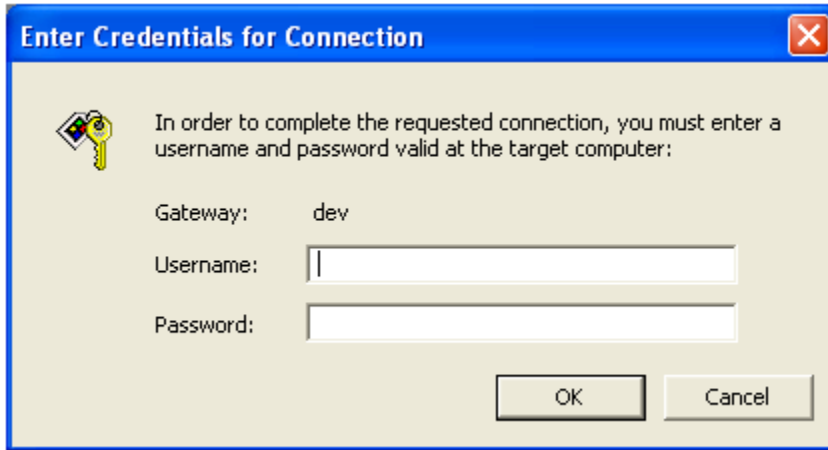 Enter Credentials for Connection
In order to complete the requested connection, you must enter a
username and password valid at the target computer:
Gateway: dev
Username:
Password:
OK Cancel